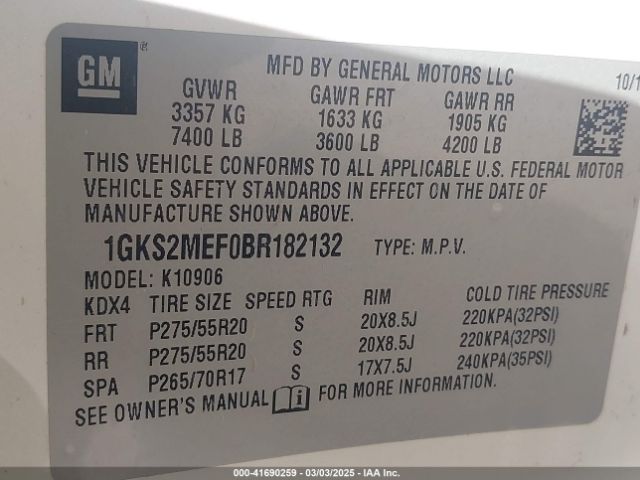 GM ®
MFD BY GENERAL MOTORS LLC
10/1
GVWR GAWR FRT GAWR RR
3357 KG 1633 KG 1905 KG
7400 LB 3600 LB 4200 LB
THIS VEHICLE CONFORMS TO ALL APPLICABLE U.S. FEDERAL MOTOR
VEHICLE SAFETY STANDARDS IN EFFECT ON THE DATE OF
MANUFACTURE SHOWN ABOVE.
1GKS2MEF0BR182132 TYPE: M.P.V.
MODEL: K10906
KDX4 TIRE SIZE SPEED RTG RIM COLD TIRE PRESSURE
FRT P275/55R20 S 20X8.5J 220KPA(32PSI)
RR P275/55R20 S 20X8.5J 220KPA(32PSI)
SPA P265/70R17 S 17X7.5J 240KPA(35PSI)
SEE OWNER'S MANUAL i FOR MORE INFORMATION.
000-41690259 - 03/03/2025 - IAAI.COM